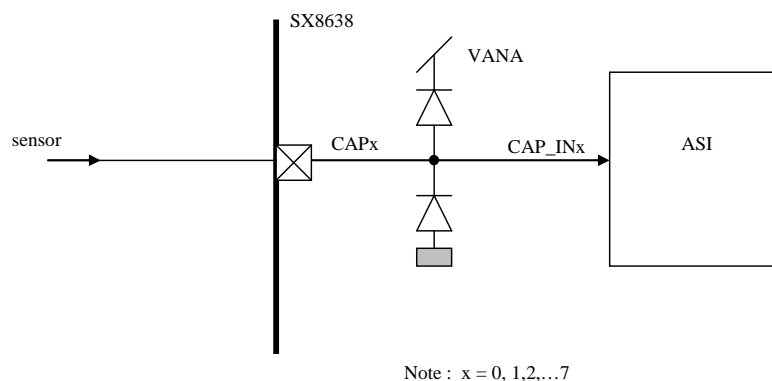 SX8638
VANA
sensor
CAPx
CAP_INx
ASI
Note : x = 0, 1,2,…7